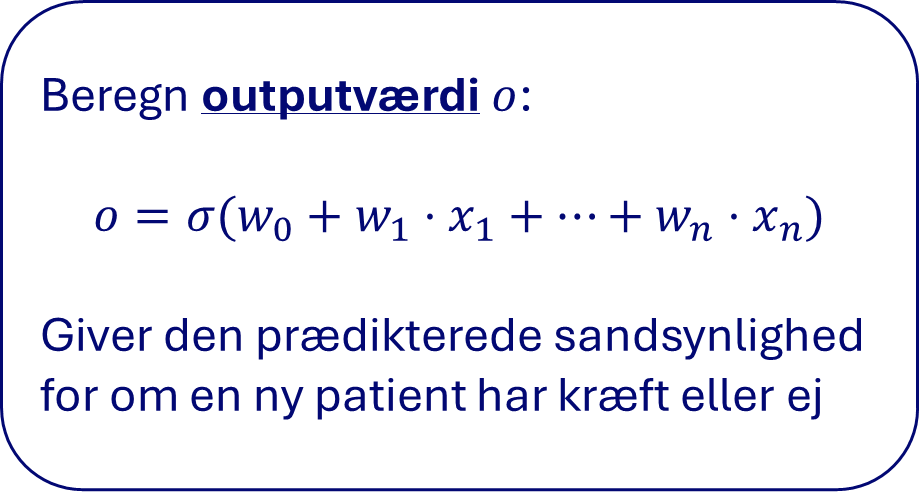 Beregn outputværdi o:
o = σ(w₀ + w₁ · x₁ + ⋯ + wₙ · xₙ)
Giver den prædikterede sandsynlighed
for om en ny patient har kræft eller ej